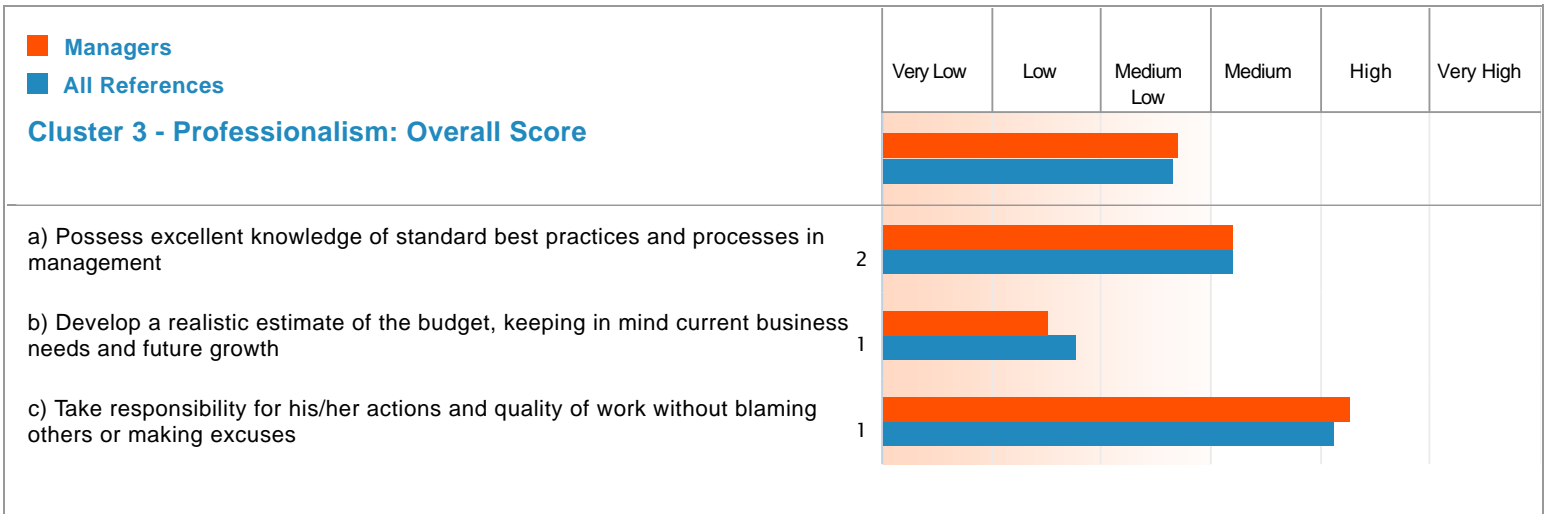 Managers
All References
Cluster 3 - Professionalism: Overall Score
Very Low
Low
Medium
Low
Medium
High
Very High
a) Possess excellent knowledge of standard best practices and processes in
management
2
b) Develop a realistic estimate of the budget, keeping in mind current business
needs and future growth
1
c) Take responsibility for his/her actions and quality of work without blaming
others or making excuses
1